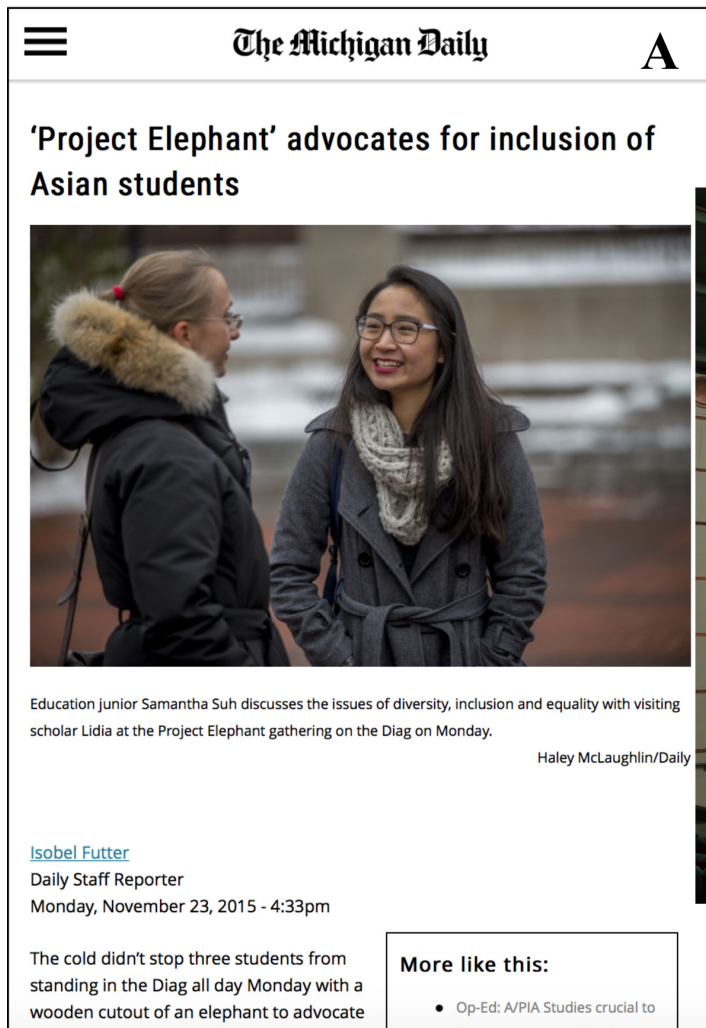 The Michigan Daily
A
‘Project Elephant’ advocates for inclusion of
Asian students
Education junior Samantha Suh discusses the issues of diversity, inclusion and equality with visiting
scholar Lidia at the Project Elephant gathering on the Diag on Monday.
Haley McLaughlin/Daily
Isobel Futter
Daily Staff Reporter
Monday, November 23, 2015 - 4:33pm
The cold didn’t stop three students from
standing in the Diag all day Monday with a
wooden cutout of an elephant to advocate
More like this:
● Op-Ed: A/PIA Studies crucial to